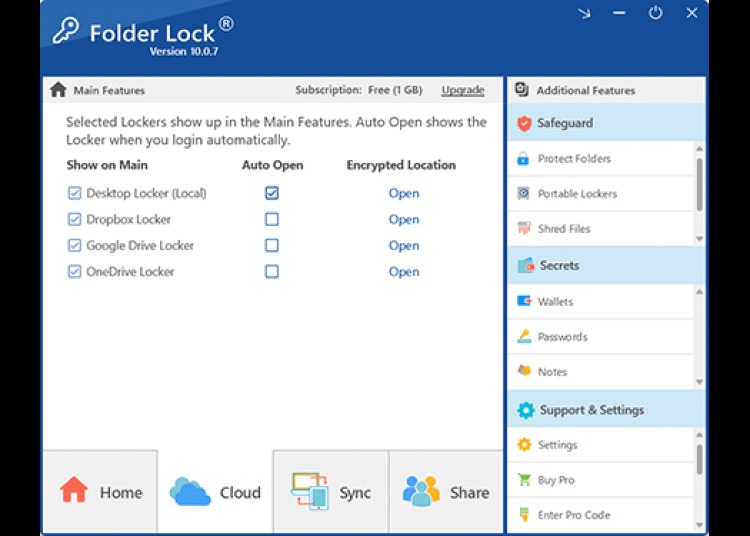 Folder Lock®
Version 10.0.7
Main Features Subscription: Free (1 GB) Upgrade
Selected Lockers show up in the Main Features. Auto Open shows the
Locker when you login automatically.
Show on Main Auto Open Encrypted Location
Desktop Locker (Local) Open
Dropbox Locker Open
Google Drive Locker Open
OneDrive Locker Open
Home Cloud Sync Share
Additional Features
Safeguard
Protect Folders
Portable Lockers
Shred Files
Secrets
Wallets
Passwords
Notes
Support & Settings
Settings
Buy Pro
Enter Pro Code